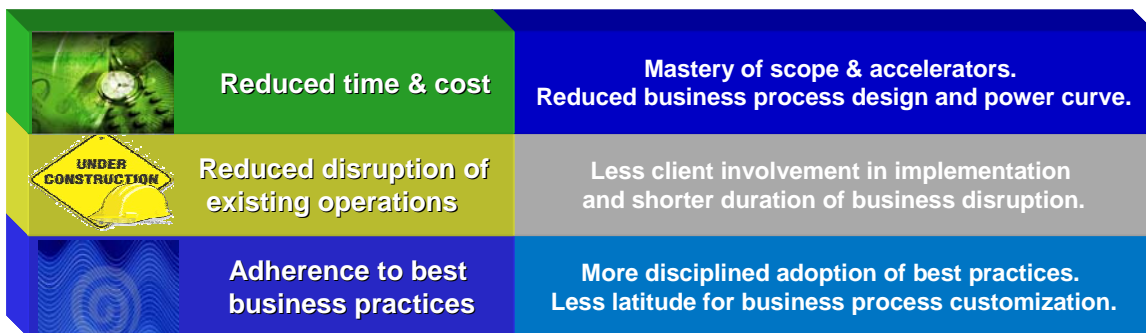 Reduced time & cost
Mastery of scope & accelerators.
Reduced business process design and power curve.
UNDER
CONSTRUCTION
Reduced disruption of
existing operations
Less client involvement in implementation
and shorter duration of business disruption.
Adherence to best
business practices
More disciplined adoption of best practices.
Less latitude for business process customization.